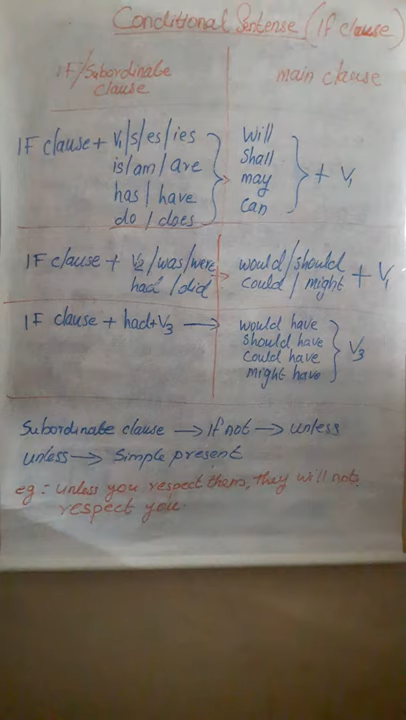 Conditional Sentence (If clause)
IF/Subordinate clause
main clause
IF clause + V1/s/es/ies
is/am/are
has/have
do/does
Will
Shall
may
can
+ V1
IF clause + V2/was/were
had/did
would/should
could/might
+ V1
IF clause + had+V3 →
would have
should have
could have
might have
V3
Subordinate clause → If not → unless
unless → Simple present
eg = unless you respect them, they will not
respect you.